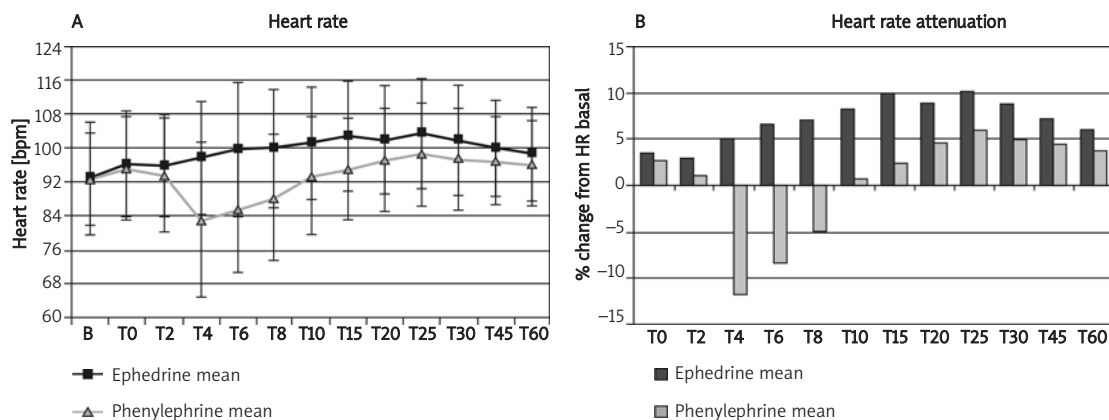 A Heart rate
Heart rate [bpm]
124
116
108
100
92
84
76
68
60
B T0 T2 T4 T6 T8 T10 T15 T20 T25 T30 T45 T60
Ephedrine mean
Phenylephrine mean
B Heart rate attenuation
% change from HR basal
15
10
5
0
−5
−10
−15
T0 T2 T4 T6 T8 T10 T15 T20 T25 T30 T45 T60
Ephedrine mean
Phenylephrine mean